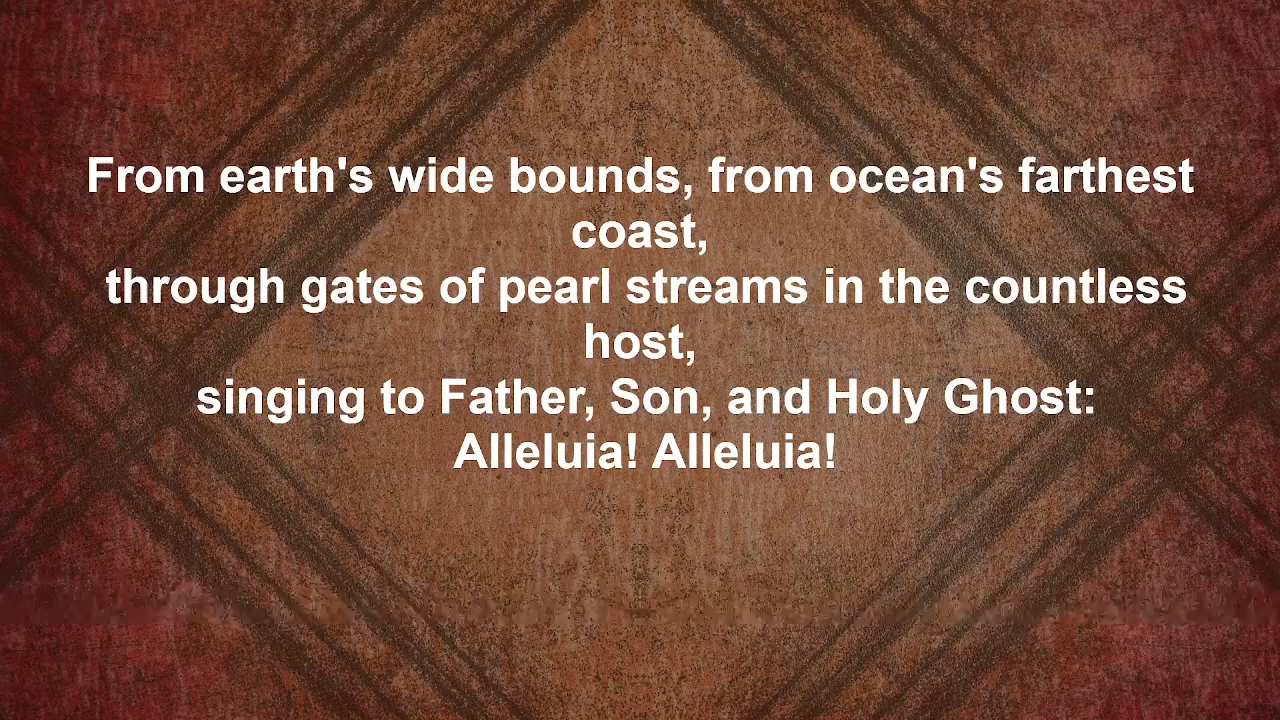 From earth's wide bounds, from ocean's farthest
coast,
through gates of pearl streams in the countless
host,
singing to Father, Son, and Holy Ghost:
Alleluia! Alleluia!